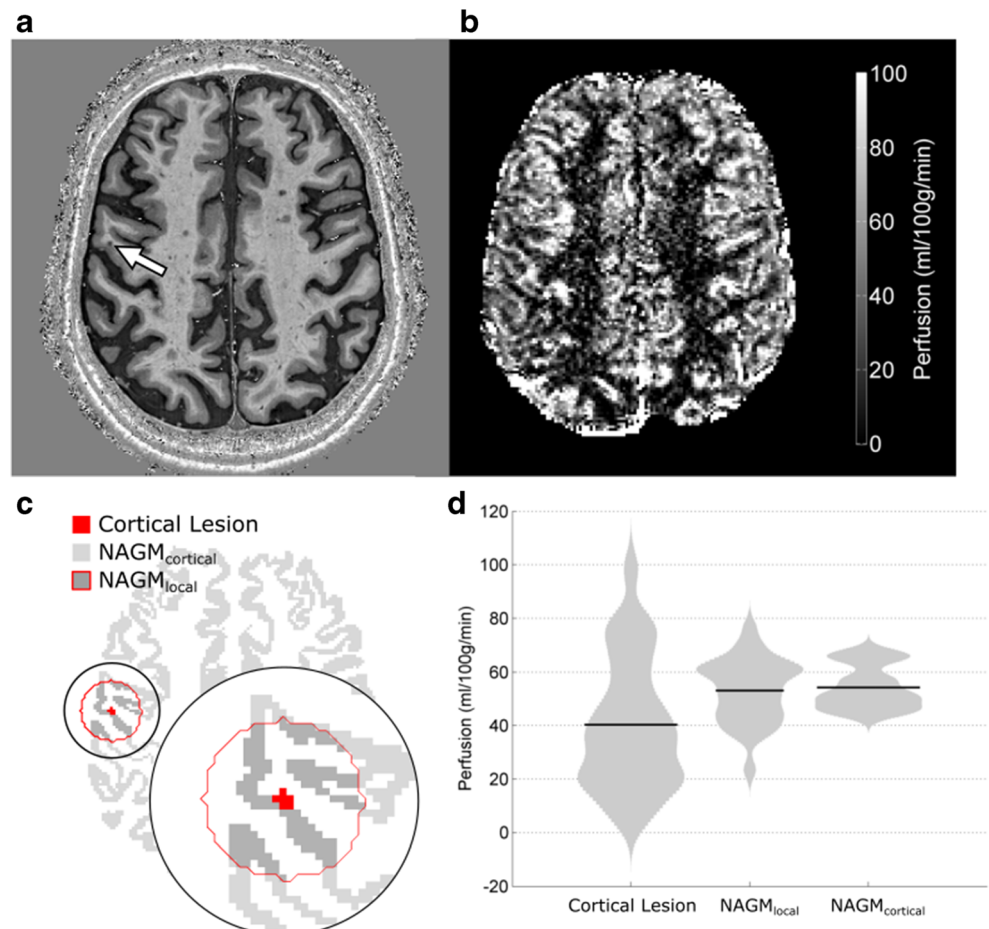 a
b
100
80
60
40
20
0
Perfusion (ml/100g/min)
c
Cortical Lesion
NAGMcortical
NAGMlocal
d
120
100
80
60
40
20
0
-20
Perfusion (ml/100g/min)
Cortical Lesion
NAGMlocal
NAGMcortical